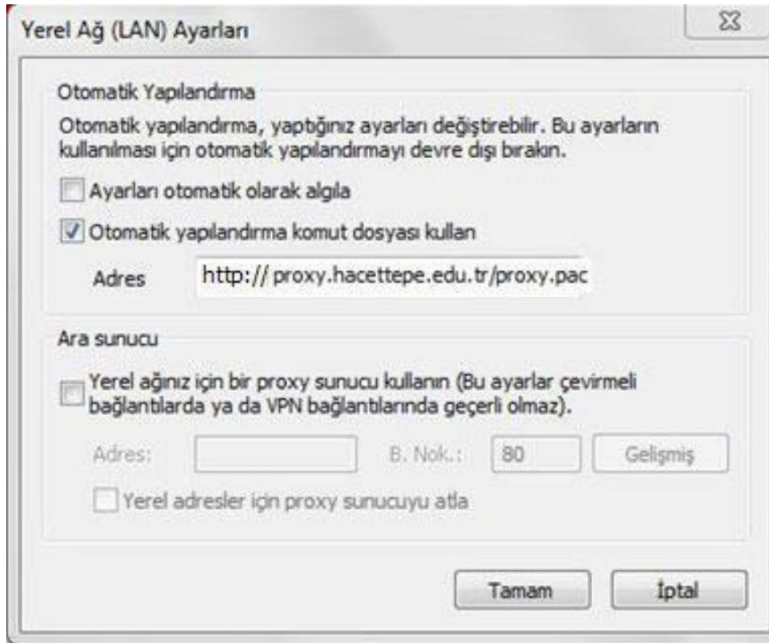 Yerel Ağ (LAN) Ayarları
Otomatik Yapılandırma
Otomatik yapılandırma, yaptığınız ayarları değiştirebilir. Bu ayarların
kullanılması için otomatik yapılandırmayı devre dışı bırakın.
Ayarları otomatik olarak algıla
Otomatik yapılandırma komut dosyası kullan
Adres http:// proxy.hacettepe.edu.tr/proxy.pac
Ara sunucu
Yerel ağınız için bir proxy sunucu kullanın (Bu ayarlar çevirmeli
bağlantılarda ya da VPN bağlantılarında geçerli olmaz).
Adres: B. Nok.: 80 Gelişmiş
Yerel adresler için proxy sunucuyu atla
Tamam İptal